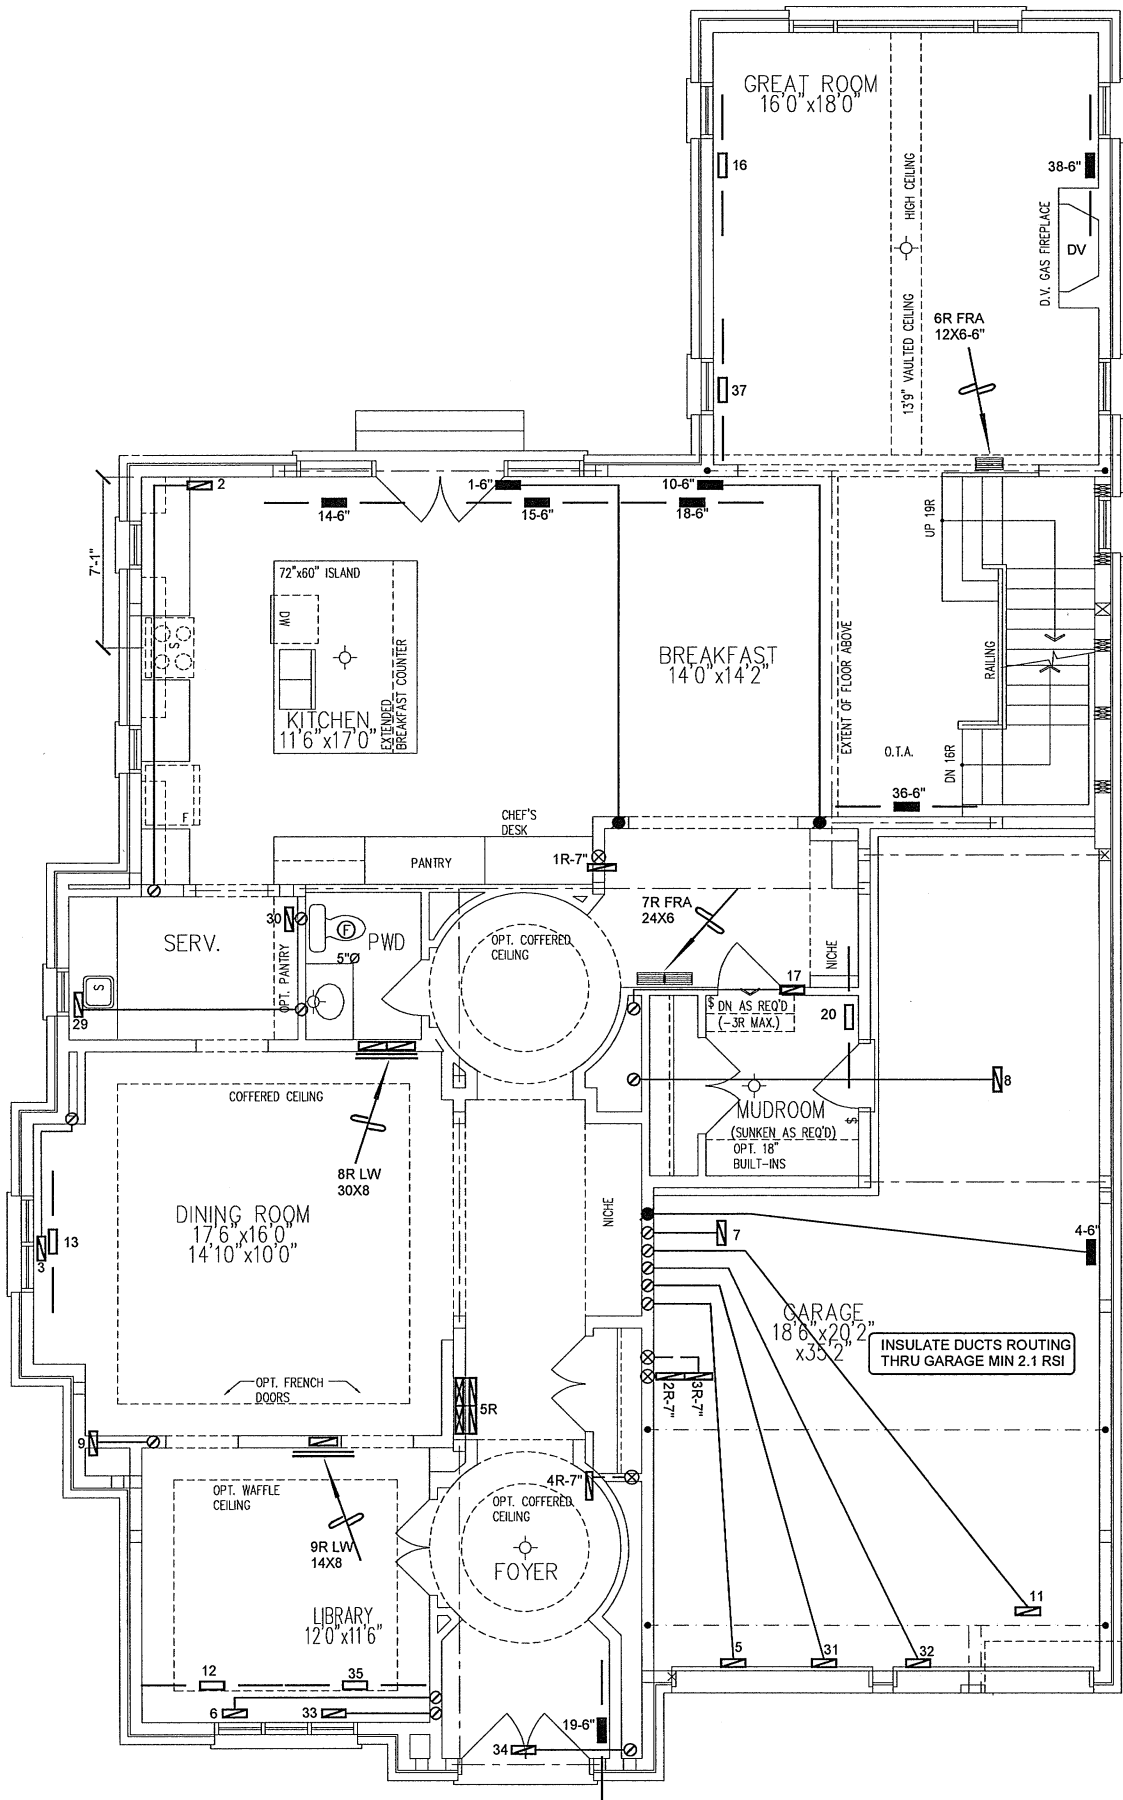 GREAT ROOM
16'0"x18'0"
16
38-6"
HIGH CEILING
13'9" VAULTED CEILING
D.V. GAS FIREPLACE
DV
6R FRA
12X6-6"
37
2
1-6"
10-6"
14-6"
15-6"
18-6"
7'-1"
UP 19R
72"x60" ISLAND
DW
S
KITCHEN
11'6"x17'0"
EXTENDED
BREAKFAST COUNTER
BREAKFAST
14'0"x14'2"
EXTENT OF FLOOR ABOVE
RAILING
O.T.A.
DN 16R
36-6"
F
CHEF'S
DESK
PANTRY
1R-7"
7R FRA
24X6
SERV.
30
OPT. PANTRY
F
PWD
5"Ø
OPT. COFFERED
CEILING
NICHE
S
29
17
$ DN AS REQ'D
(-3R MAX.)
20
8
COFFERED CEILING
MUDROOM
(SUNKEN AS REQ'D)
$
OPT. 18"
BUILT-INS
8R LW
30X8
DINING ROOM
17'6"x16'0"
14'10"x10'0"
13
3
NICHE
7
4-6"
GARAGE
18'6"x20'2"
x35'2"
INSULATE DUCTS ROUTING
THRU GARAGE MIN 2.1 RSI
2R-7"
3R-7"
OPT. FRENCH
DOORS
5R
9
OPT. WAFFLE
CEILING
4R-7"
OPT. COFFERED
CEILING
9R LW
14X8
FOYER
LIBRARY
12'0"x11'6"
11
12
35
5
31
32
6
33
19-6"
34